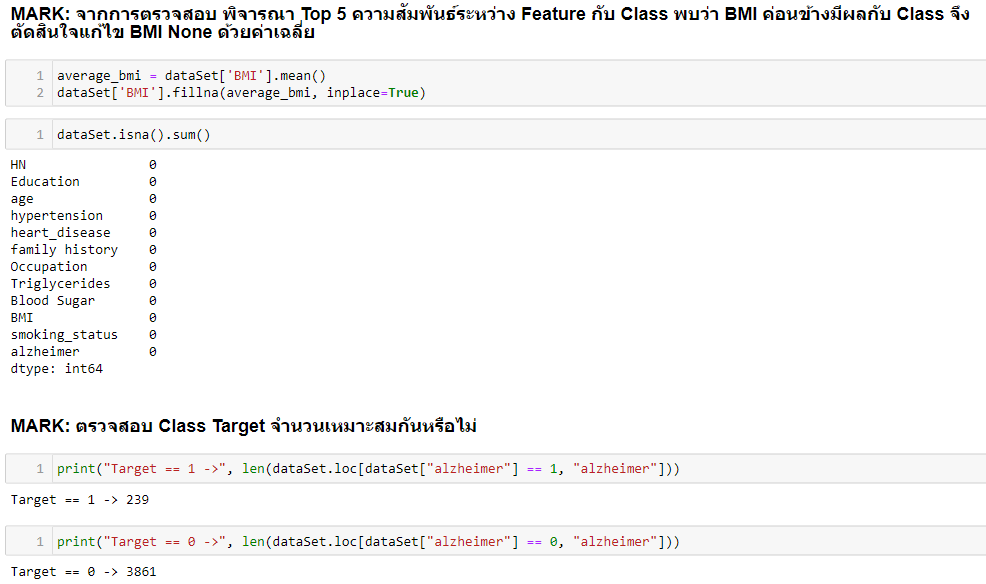 MARK: จากการตรวจสอบ พิจารณา Top 5 ความสัมพันธ์ระหว่าง Feature กับ Class พบว่า BMI ค่อนข้างมีผลกับ Class จึง
ตัดสินใจแก้ไข BMI None ด้วยค่าเฉลี่ย
1 average_bmi = dataSet['BMI'].mean()
2 dataSet['BMI'].fillna(average_bmi, inplace=True)
1 dataSet.isna().sum()
HN 0
Education 0
age 0
hypertension 0
heart_disease 0
family history 0
Occupation 0
Triglycerides 0
Blood Sugar 0
BMI 0
smoking_status 0
alzheimer 0
dtype: int64
MARK: ตรวจสอบ Class Target จำนวนเหมาะสมกันหรือไม่
1 print("Target == 1 ->", len(dataSet.loc[dataSet["alzheimer"] == 1, "alzheimer"]))
Target == 1 -> 239
1 print("Target == 0 ->", len(dataSet.loc[dataSet["alzheimer"] == 0, "alzheimer"]))
Target == 0 -> 3861